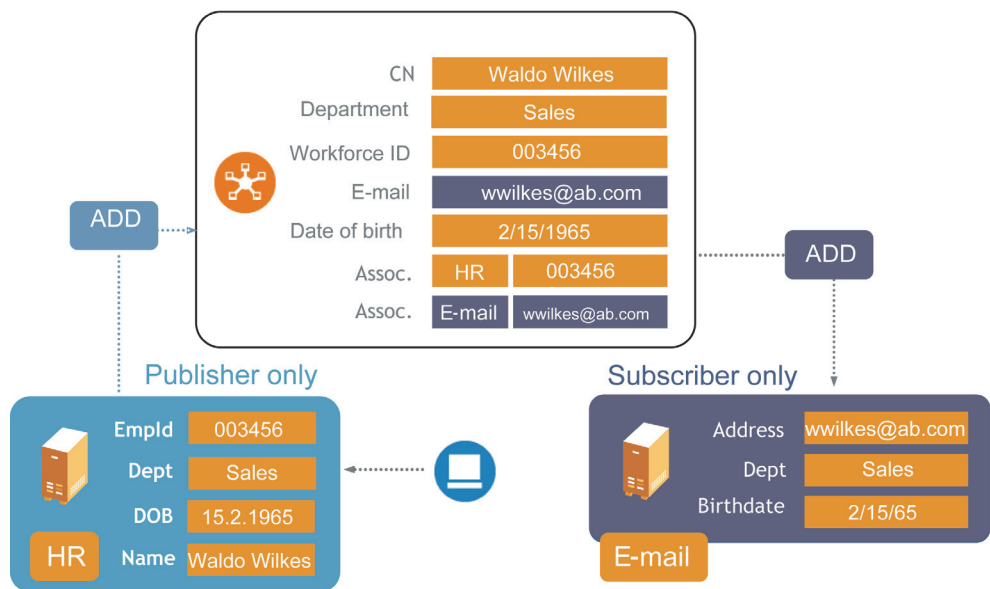 CN Waldo Wilkes
Department Sales
Workforce ID 003456
E-mail wwilkes@ab.com
Date of birth 2/15/1965
Assoc. HR 003456
Assoc. E-mail wwilkes@ab.com
ADD
ADD
Publisher only
EmpId 003456
Dept Sales
DOB 15.2.1965
Name Waldo Wilkes
HR
Subscriber only
Address wwilkes@ab.com
Dept Sales
Birthdate 2/15/65
E-mail